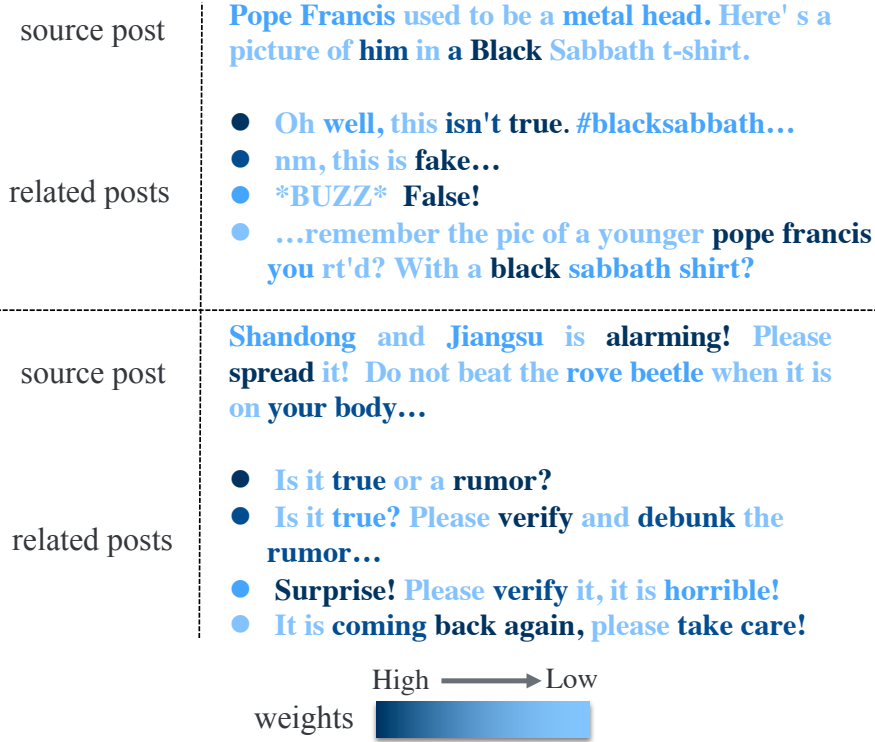 source post
Pope Francis used to be a metal head. Here' s a
picture of him in a Black Sabbath t-shirt.
related posts
● Oh well, this isn't true. #blacksabbath…
● nm, this is fake…
● *BUZZ* False!
● …remember the pic of a younger pope francis
you rt'd? With a black sabbath shirt?
source post
Shandong and Jiangsu is alarming! Please
spread it! Do not beat the rove beetle when it is
on your body…
related posts
● Is it true or a rumor?
● Is it true? Please verify and debunk the
rumor…
● Surprise! Please verify it, it is horrible!
● It is coming back again, please take care!
High → Low
weights